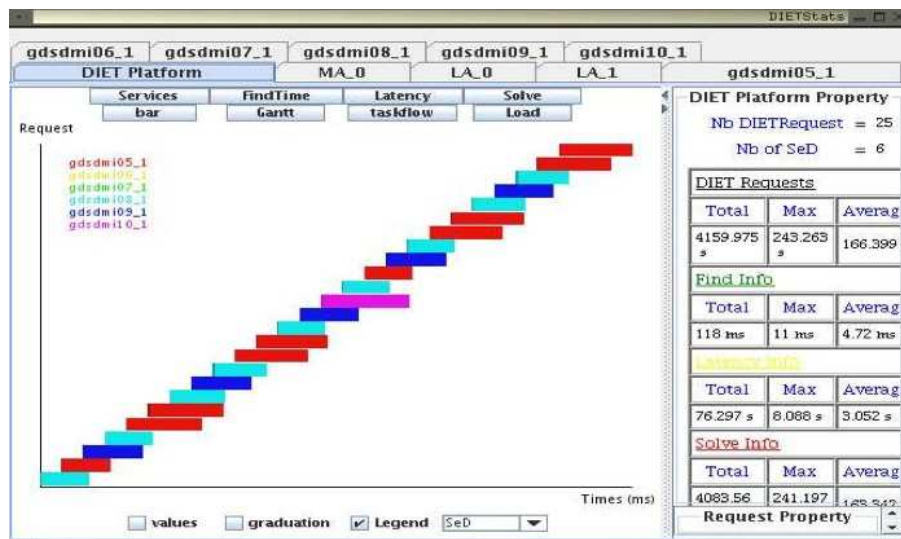 DIETStats
gdsdmi06_1 gdsdmi07_1 gdsdmi08_1 gdsdmi09_1 gdsdmi10_1
DIET Platform MA_0 LA_0 LA_1 gdsdmi05_1
Services FindTime Latency Solve
bar Gantt taskflow Load
Request
gdsdmi05_1
gdsdmi06_1
gdsdmi07_1
gdsdmi08_1
gdsdmi09_1
gdsdmi10_1
Times (ms)
values graduation Legend SeD
DIET Platform Property
Nb DIETRequest = 25
Nb of SeD = 6
DIET Requests
Total Max Averag
4159.975 s 243.263 s 166.399
Find Info
Total Max Averag
118 ms 11 ms 4.72 ms
Latency Info
Total Max Averag
76.297 s 8.088 s 3.052 s
Solve Info
Total Max Averag
4083.56 241.197
Request Property